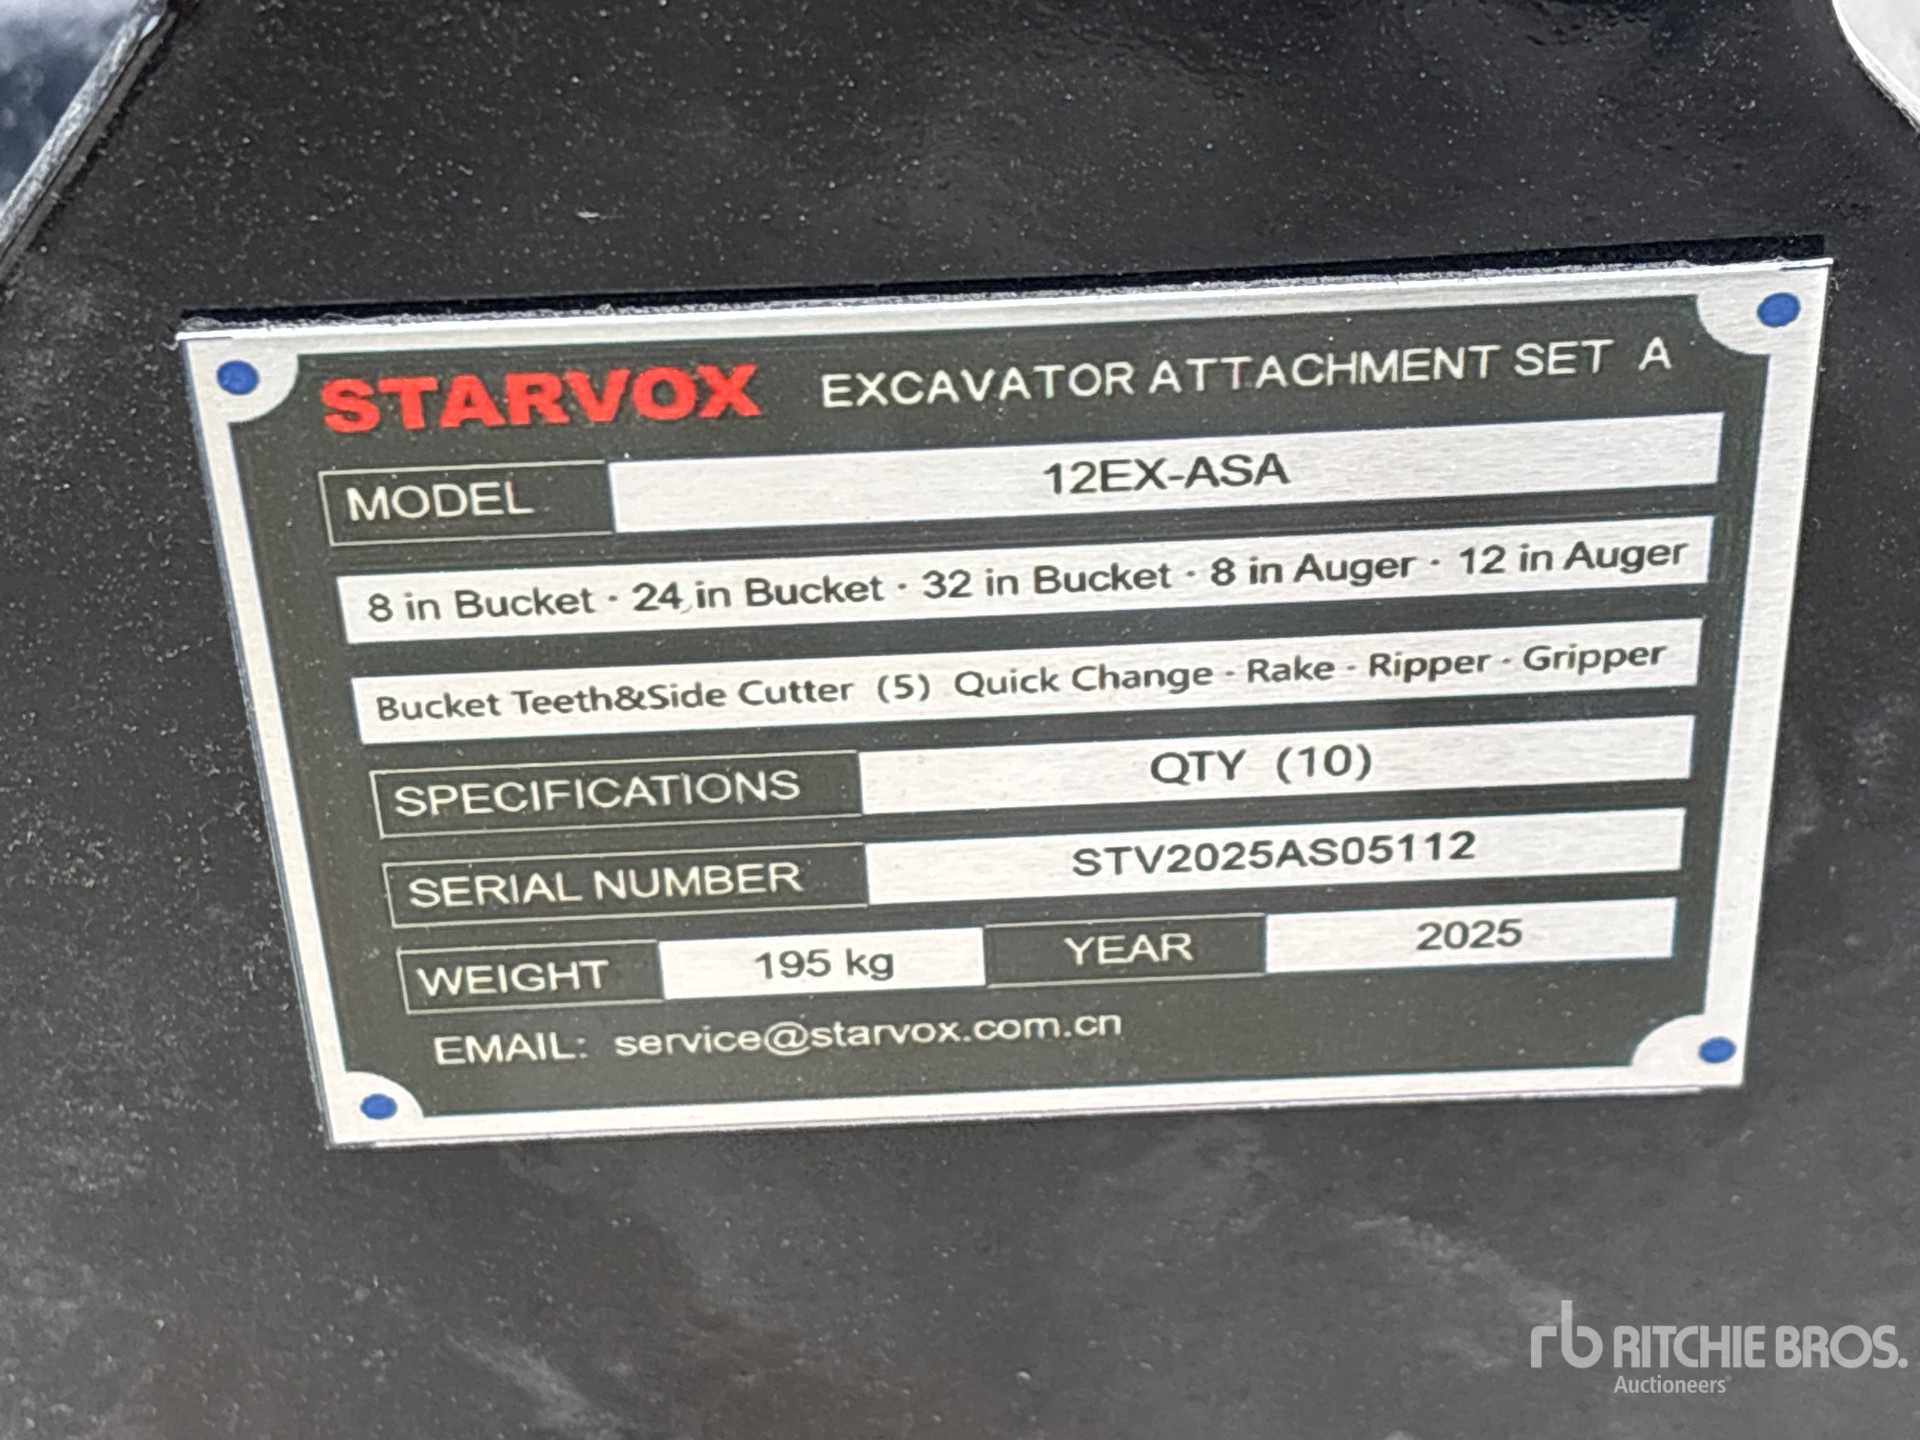 STARVOX EXCAVATOR ATTACHMENT SET A
MODEL 12EX-ASA
8 in Bucket · 24 in Bucket · 32 in Bucket · 8 in Auger · 12 in Auger
Bucket Teeth&Side Cutter (5) Quick Change - Rake - Ripper - Gripper
SPECIFICATIONS QTY (10)
SERIAL NUMBER STV2025AS05112
WEIGHT 195 kg YEAR 2025
EMAIL: service@starvox.com.cn
rb RITCHIE BROS.
Auctioneers